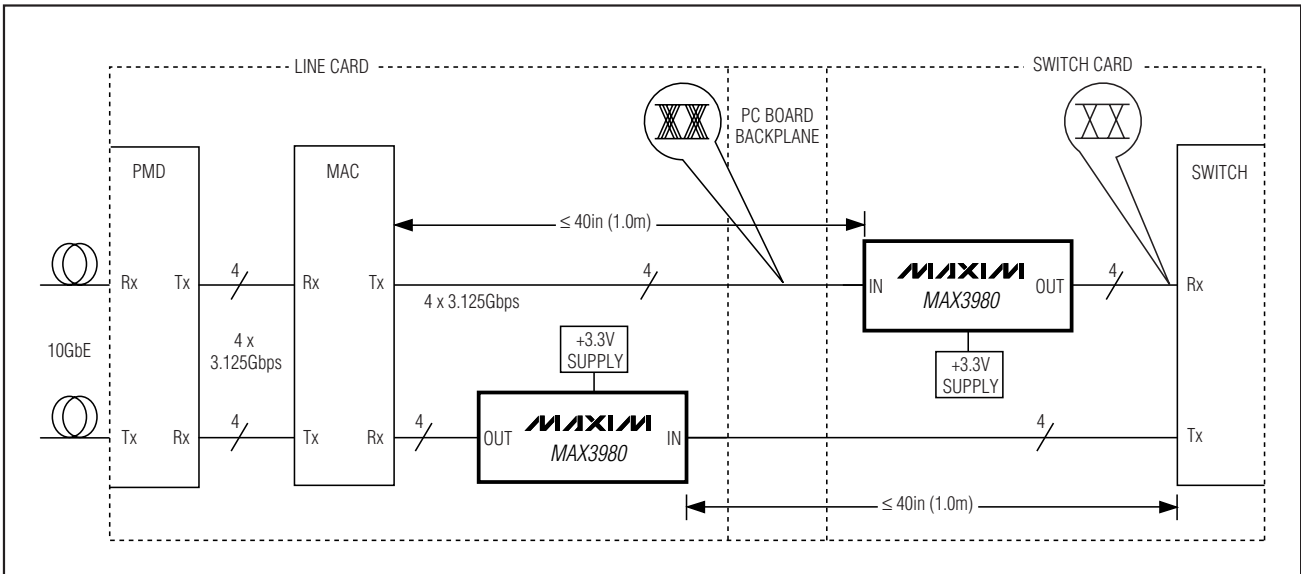 LINE CARD
SWITCH CARD
PC BOARD
BACKPLANE
PMD
MAC
SWITCH
≤ 40in (1.0m)
MAXIM
MAX3980
IN
OUT
4
Rx
Tx
4
Rx
Tx
4
Rx
4 x 3.125Gbps
+3.3V
SUPPLY
10GbE
4 x
3.125Gbps
+3.3V
SUPPLY
Tx
Rx
4
Tx
Rx
4
OUT
MAXIM
MAX3980
IN
4
Tx
≤ 40in (1.0m)